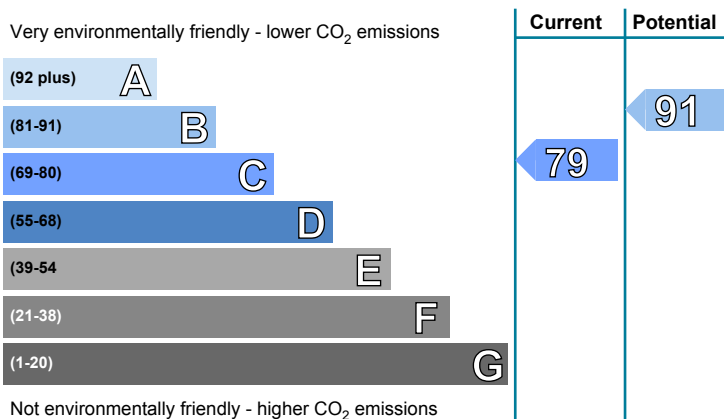 Current Potential
Very environmentally friendly - lower CO2 emissions
(92 plus) A
(81-91) B
91
(69-80) C
79
(55-68) D
(39-54 E
(21-38) F
(1-20) G
Not environmentally friendly - higher CO2 emissions